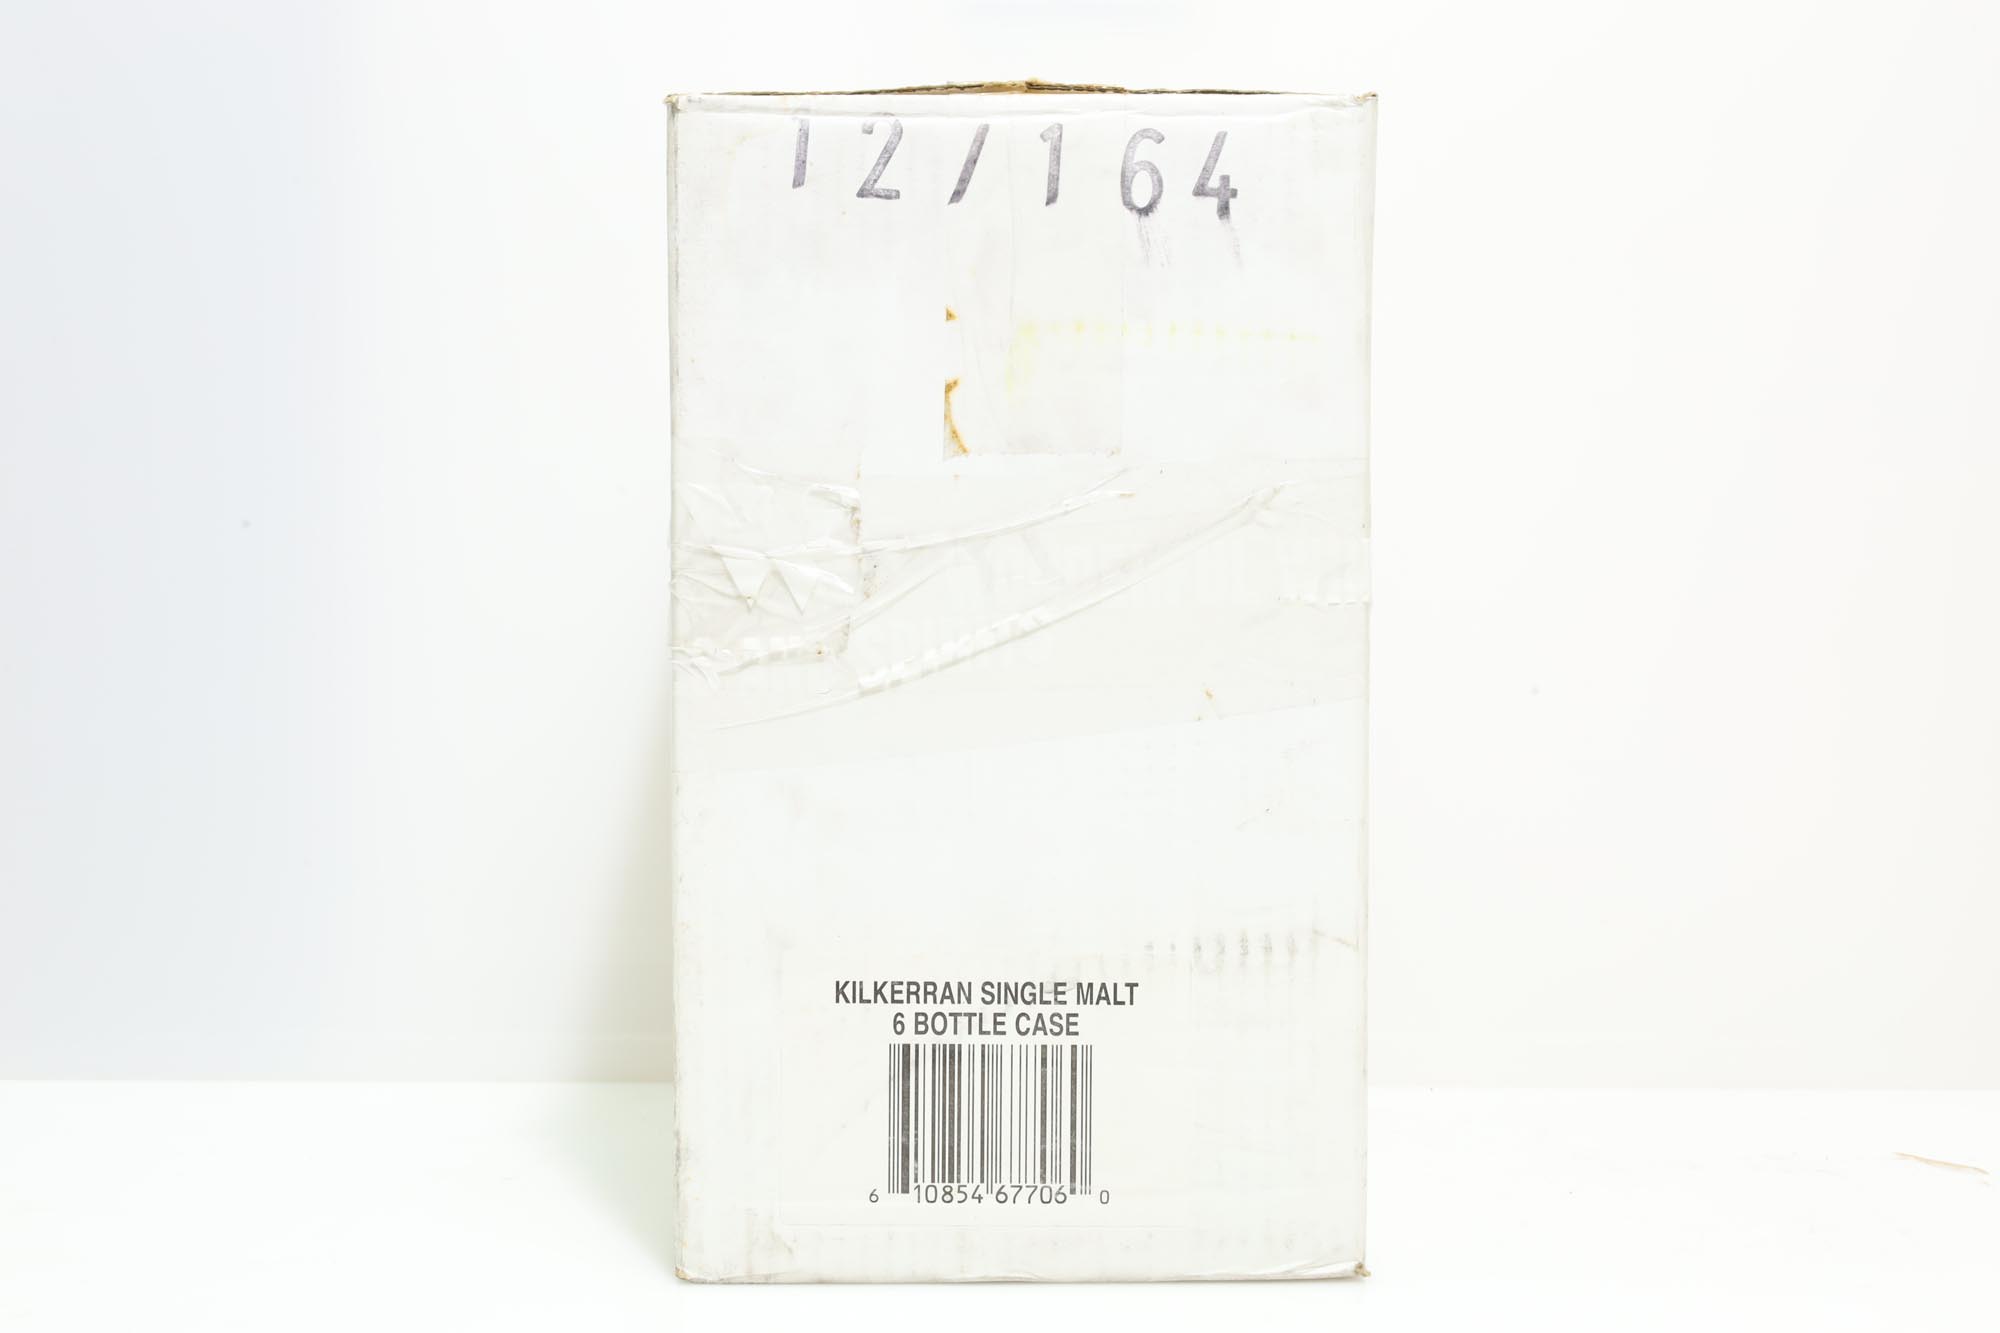 12/164
KILKERRAN SINGLE MALT
6 BOTTLE CASE
6 10854 67706 0